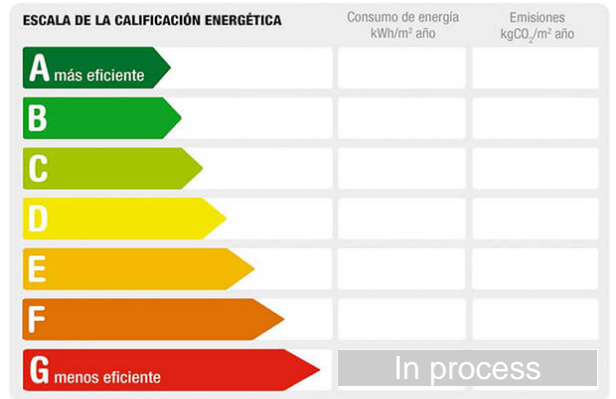 ESCALA DE LA CALIFICACIÓN ENERGÉTICA
Consumo de energía
kWh/m² año
Emisiones
kgCO₂/m² año
A más eficiente
B
C
D
E
F
G menos eficiente
In process